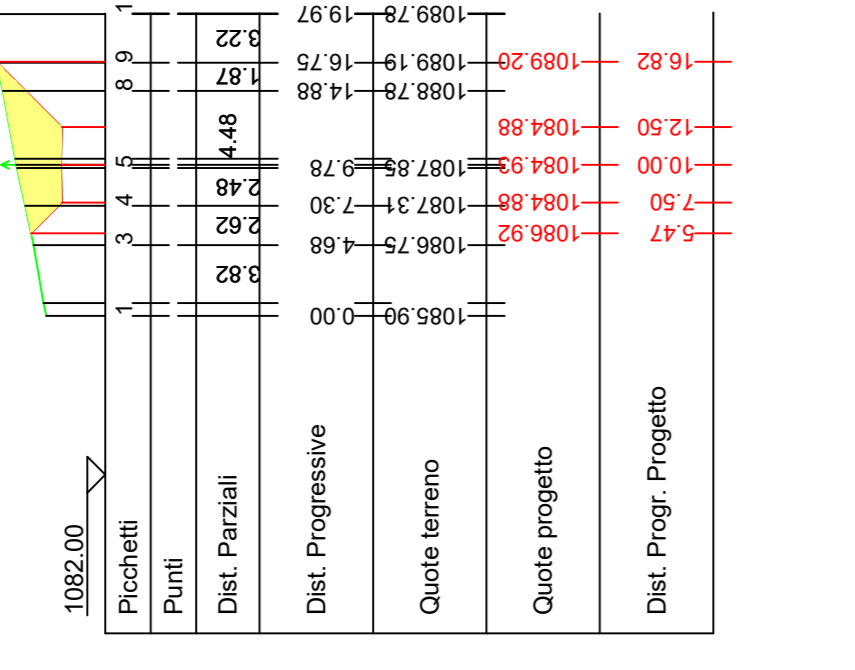 1082.00
Picchetti 1 3 4 5 8 9 1
Punti
Dist. Parziali 3.82 2.62 2.48 4.48 1.87 3.22
Dist. Progressive 0.00 4.68 7.30 9.78 14.88 16.75 19.97
Quote terreno 1085.90 1086.75 1087.31 1087.85 1088.78 1089.19 1089.78
Quote progetto 1086.92 1084.88 1084.93 1084.88 1089.20
Dist. Progr. Progetto 5.47 7.50 10.00 12.50 16.82